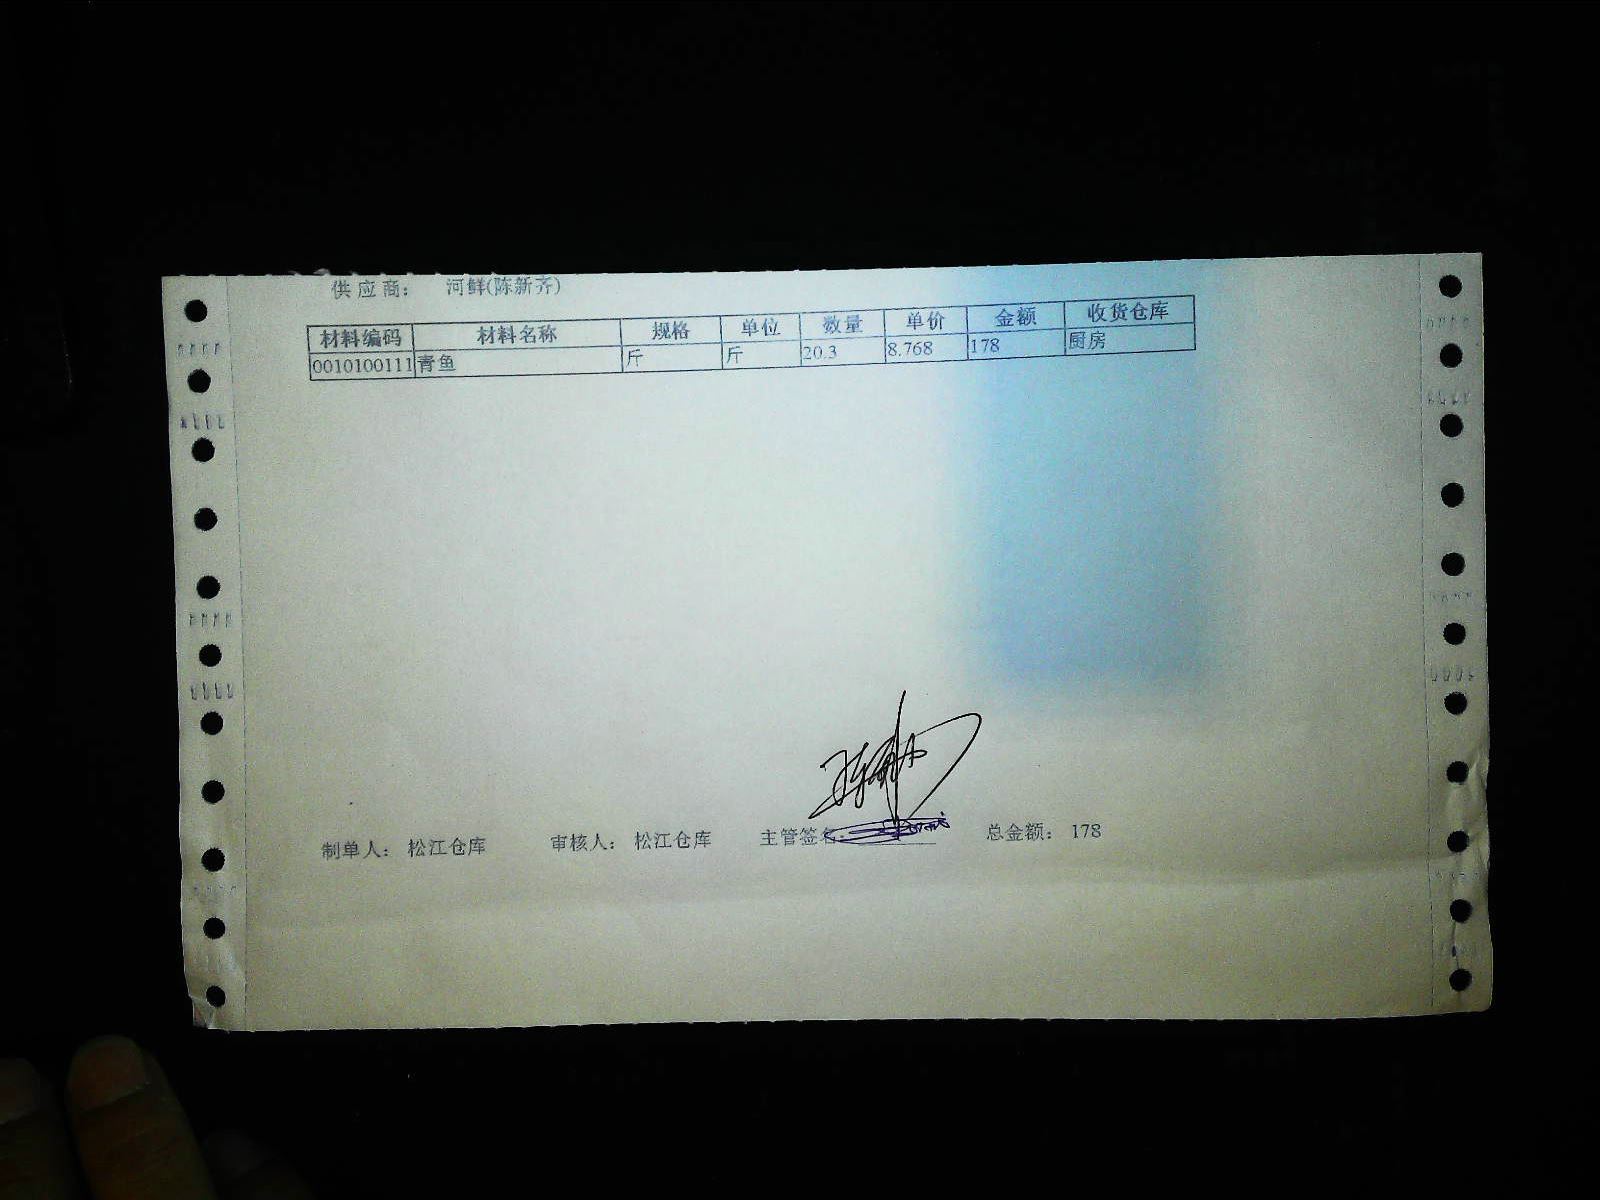 供应商： 河鲜(陈新齐)
材料编码 材料名称 规格 单位 数量 单价 金额 收货仓库
0010100111 青鱼 斤 斤 20.3 8.768 178 厨房
制单人： 松江仓库 审核人： 松江仓库 主管签名: 总金额： 178